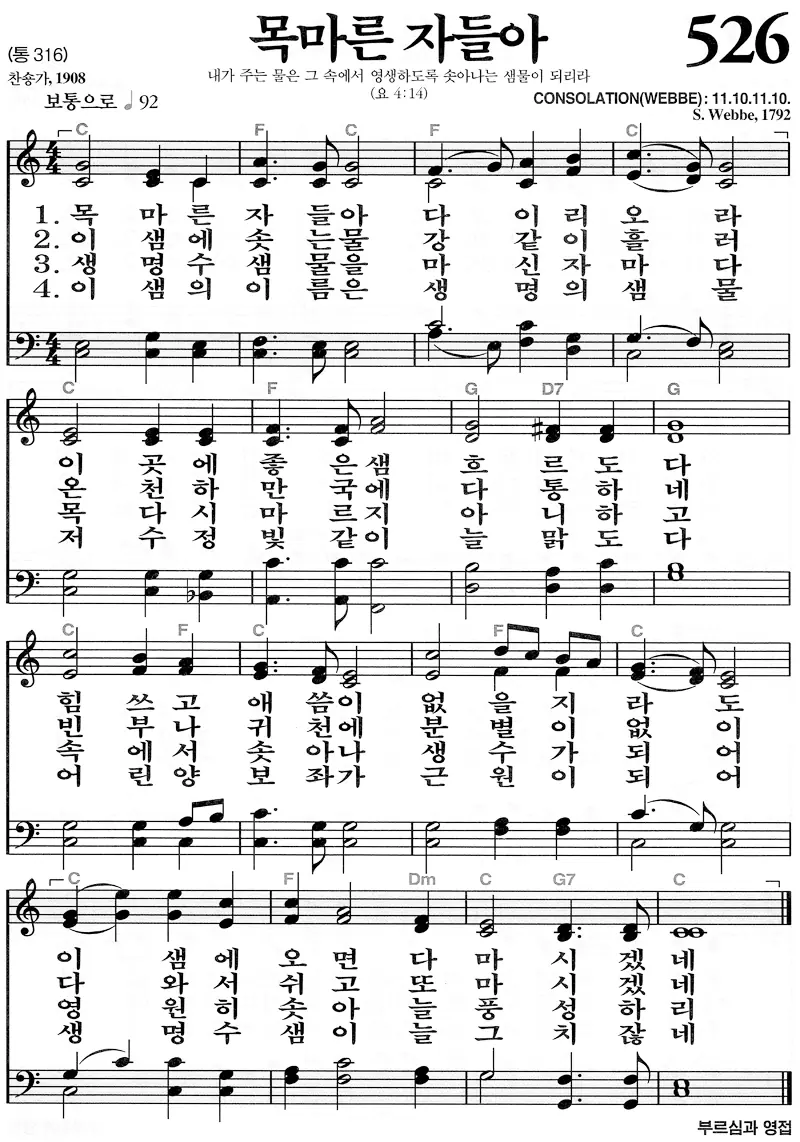 (통 316)
목마른 자들아
526
찬송가, 1908
내가 주는 물은 그 속에서 영생하도록 솟아나는 샘물이 되리라
(요 4:14)
보통으로 ♩ 92
CONSOLATION(WEBBE): 11.10.11.10.
S. Webbe, 1792
C F C F C
1. 목 마 른 자 들 아 다 이 리 오 라
2. 이 샘 에 솟 는 물 강 같 이 흘 러
3. 생 명 수 샘 물 을 마 신 자 마 다
4. 이 샘 의 이 름 은 생 명 의 샘 물
C F G D7 G
이 곳 에 좋 은 샘 흐 르 도 다
온 천 하 만 국 에 다 통 하 네
목 다 시 마 르 지 아 니 하 고
저 수 정 빛 같 이 늘 맑 도 다
C F C F C
힘 쓰 고 애 씀 이 없 을 지 라 도
빈 부 나 귀 천 에 분 별 이 없 이
속 에 서 솟 아 나 생 수 가 되 어
어 린 양 보 좌 가 근 원 이 되 어
C F Dm C G7 C
이 샘 에 오 면 다 마 시 겠 네
다 와 서 쉬 고 또 마 시 겠 네
영 원 히 솟 아 늘 풍 성 하 리
생 명 수 샘 이 늘 그 치 잖 네
부르심과 영접